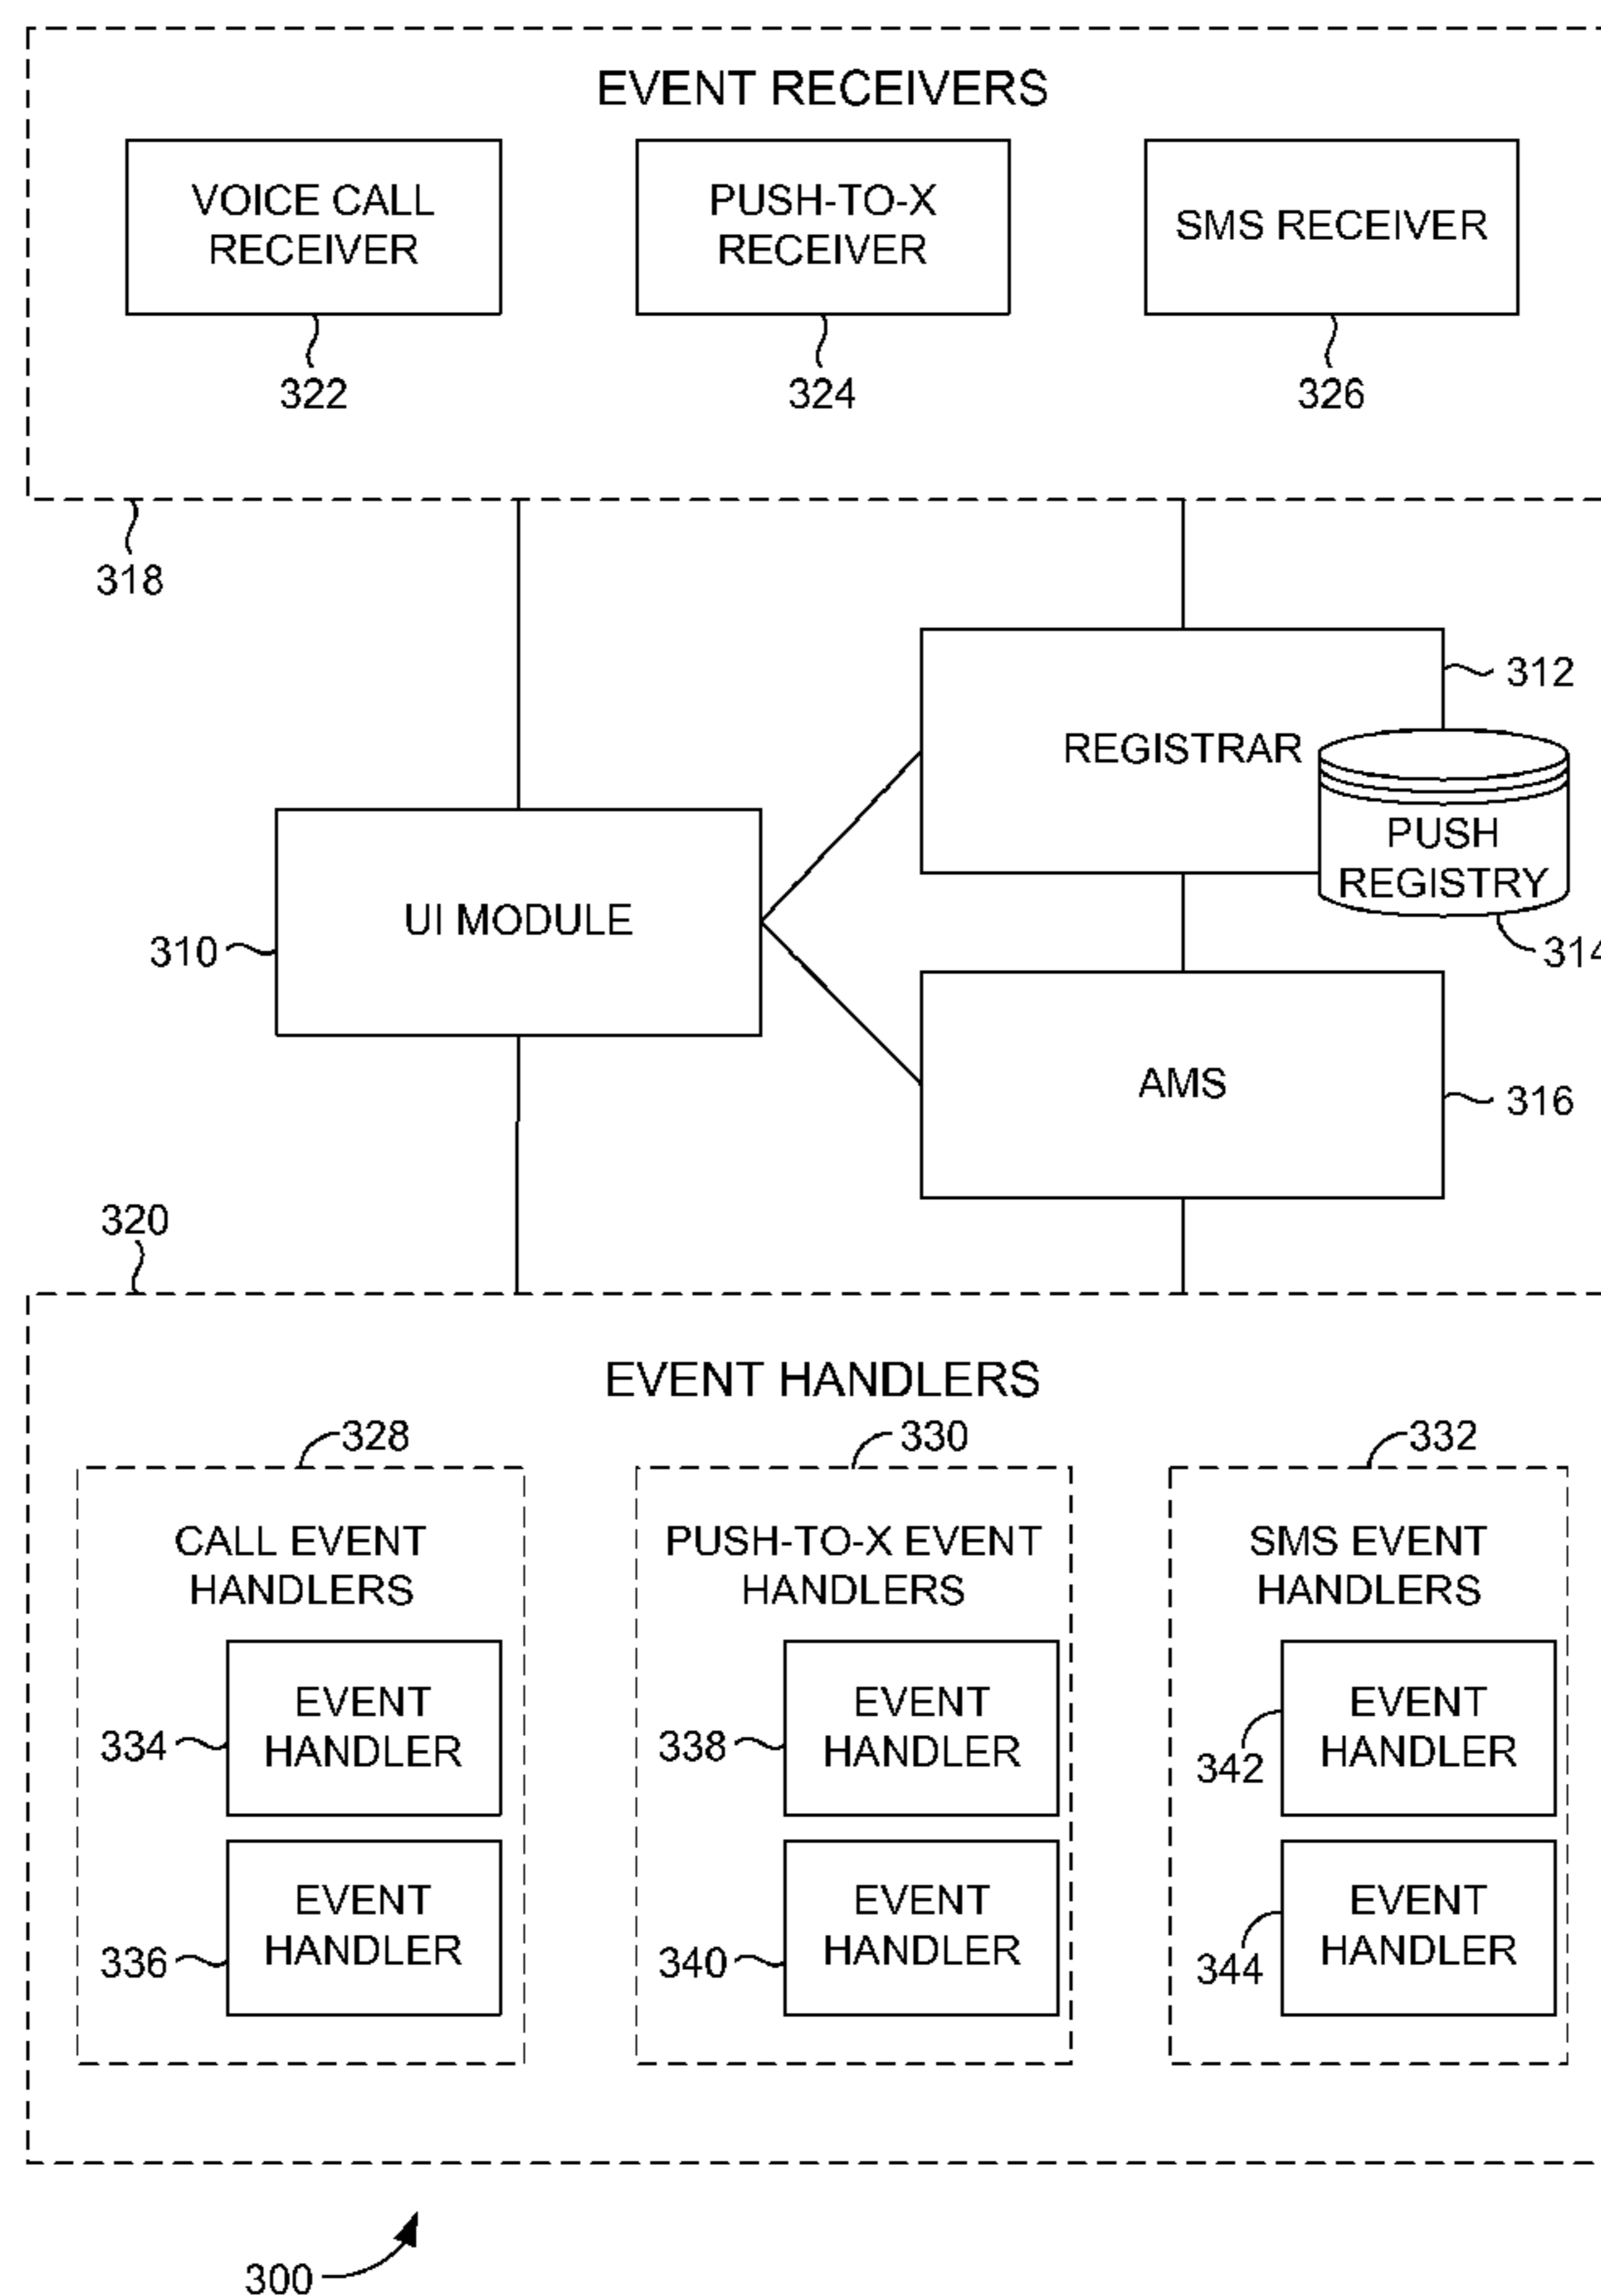 EVENT RECEIVERS
VOICE CALL
RECEIVER
PUSH-TO-X
RECEIVER
SMS RECEIVER
322
324
326
318
312
REGISTRAR
PUSH
REGISTRY
314
UI MODULE
310
AMS
316
320
EVENT HANDLERS
328
330
332
CALL EVENT
HANDLERS
PUSH-TO-X EVENT
HANDLERS
SMS EVENT
HANDLERS
EVENT
HANDLER
334
EVENT
HANDLER
338
EVENT
HANDLER
342
EVENT
HANDLER
336
EVENT
HANDLER
340
EVENT
HANDLER
344
300